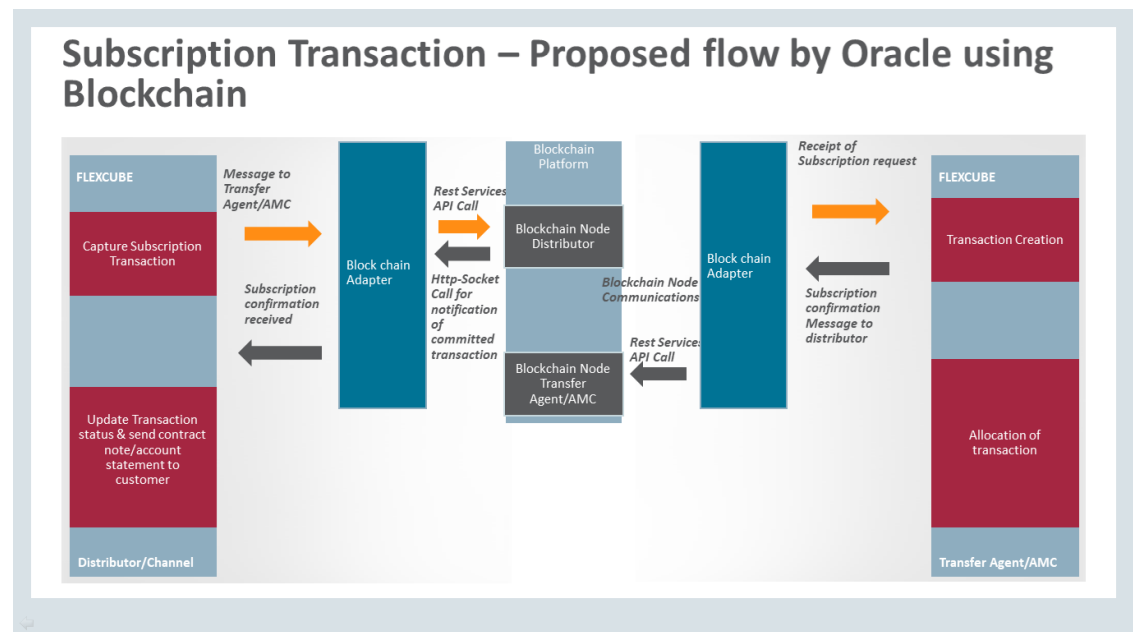 Subscription Transaction – Proposed flow by Oracle using
Blockchain
FLEXCUBE
Capture Subscription
Transaction
Update Transaction
status & send contract
note/account
statement to
customer
Distributor/Channel
Message to
Transfer
Agent/AMC
Subscription
confirmation
received
Block chain
Adapter
Rest Services
API Call
Http-Socket
Call for
notification
of
committed
transaction
Blockchain
Platform
Blockchain Node
Distributor
Blockchain Node
Communications
Blockchain Node
Transfer
Agent/AMC
Rest Services
API Call
Block chain
Adapter
Receipt of
Subscription request
Subscription
confirmation
Message to
distributor
FLEXCUBE
Transaction Creation
Allocation of
transaction
Transfer Agent/AMC